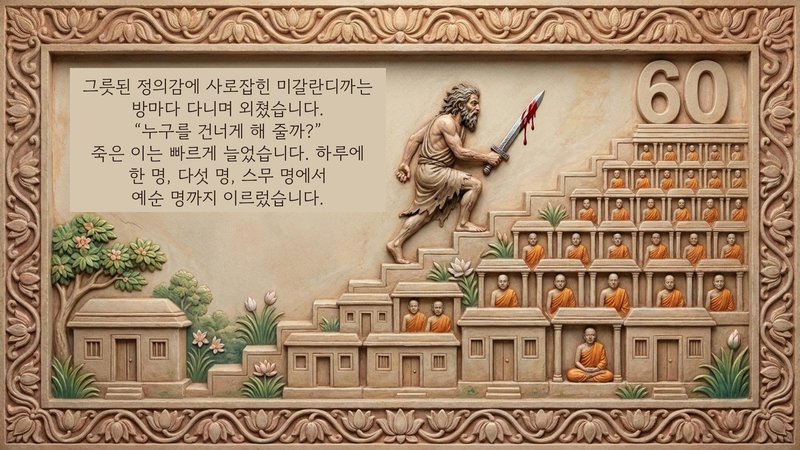 그릇된 정의감에 사로잡힌 미갈란디까는
방마다 다니며 외쳤습니다.
“누구를 건너게 해 줄까?”
죽은 이는 빠르게 늘었습니다. 하루에
한 명, 다섯 명, 스무 명에서
예순 명까지 이르렀습니다.
60